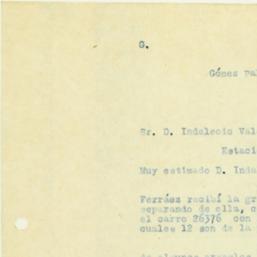 G.
Gómez Pa
Sr. D. Indalecio Val
Estaci
Muy estimado D. Inda
Ferráez recibí la gr
separando de ella, c
el carro 26376 con
cuales 12 son de la